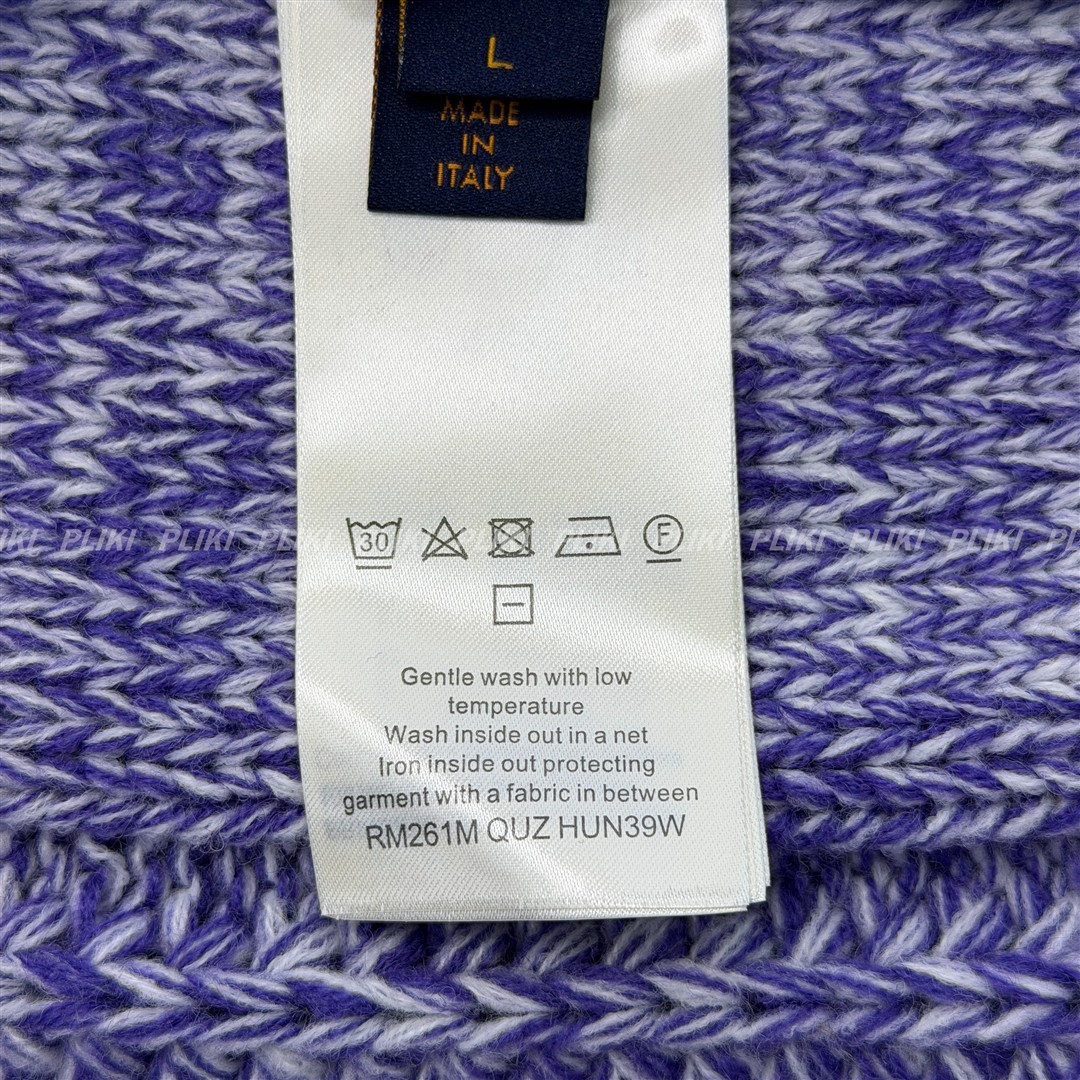 L
MADE
IN
ITALY
30
F
PLIKI PLIKI PLIKI PLIKI PLIKI PLIKI
Gentle wash with low
temperature
Wash inside out in a net
Iron inside out protecting
garment with a fabric in between
RM261M QUZ HUN39W